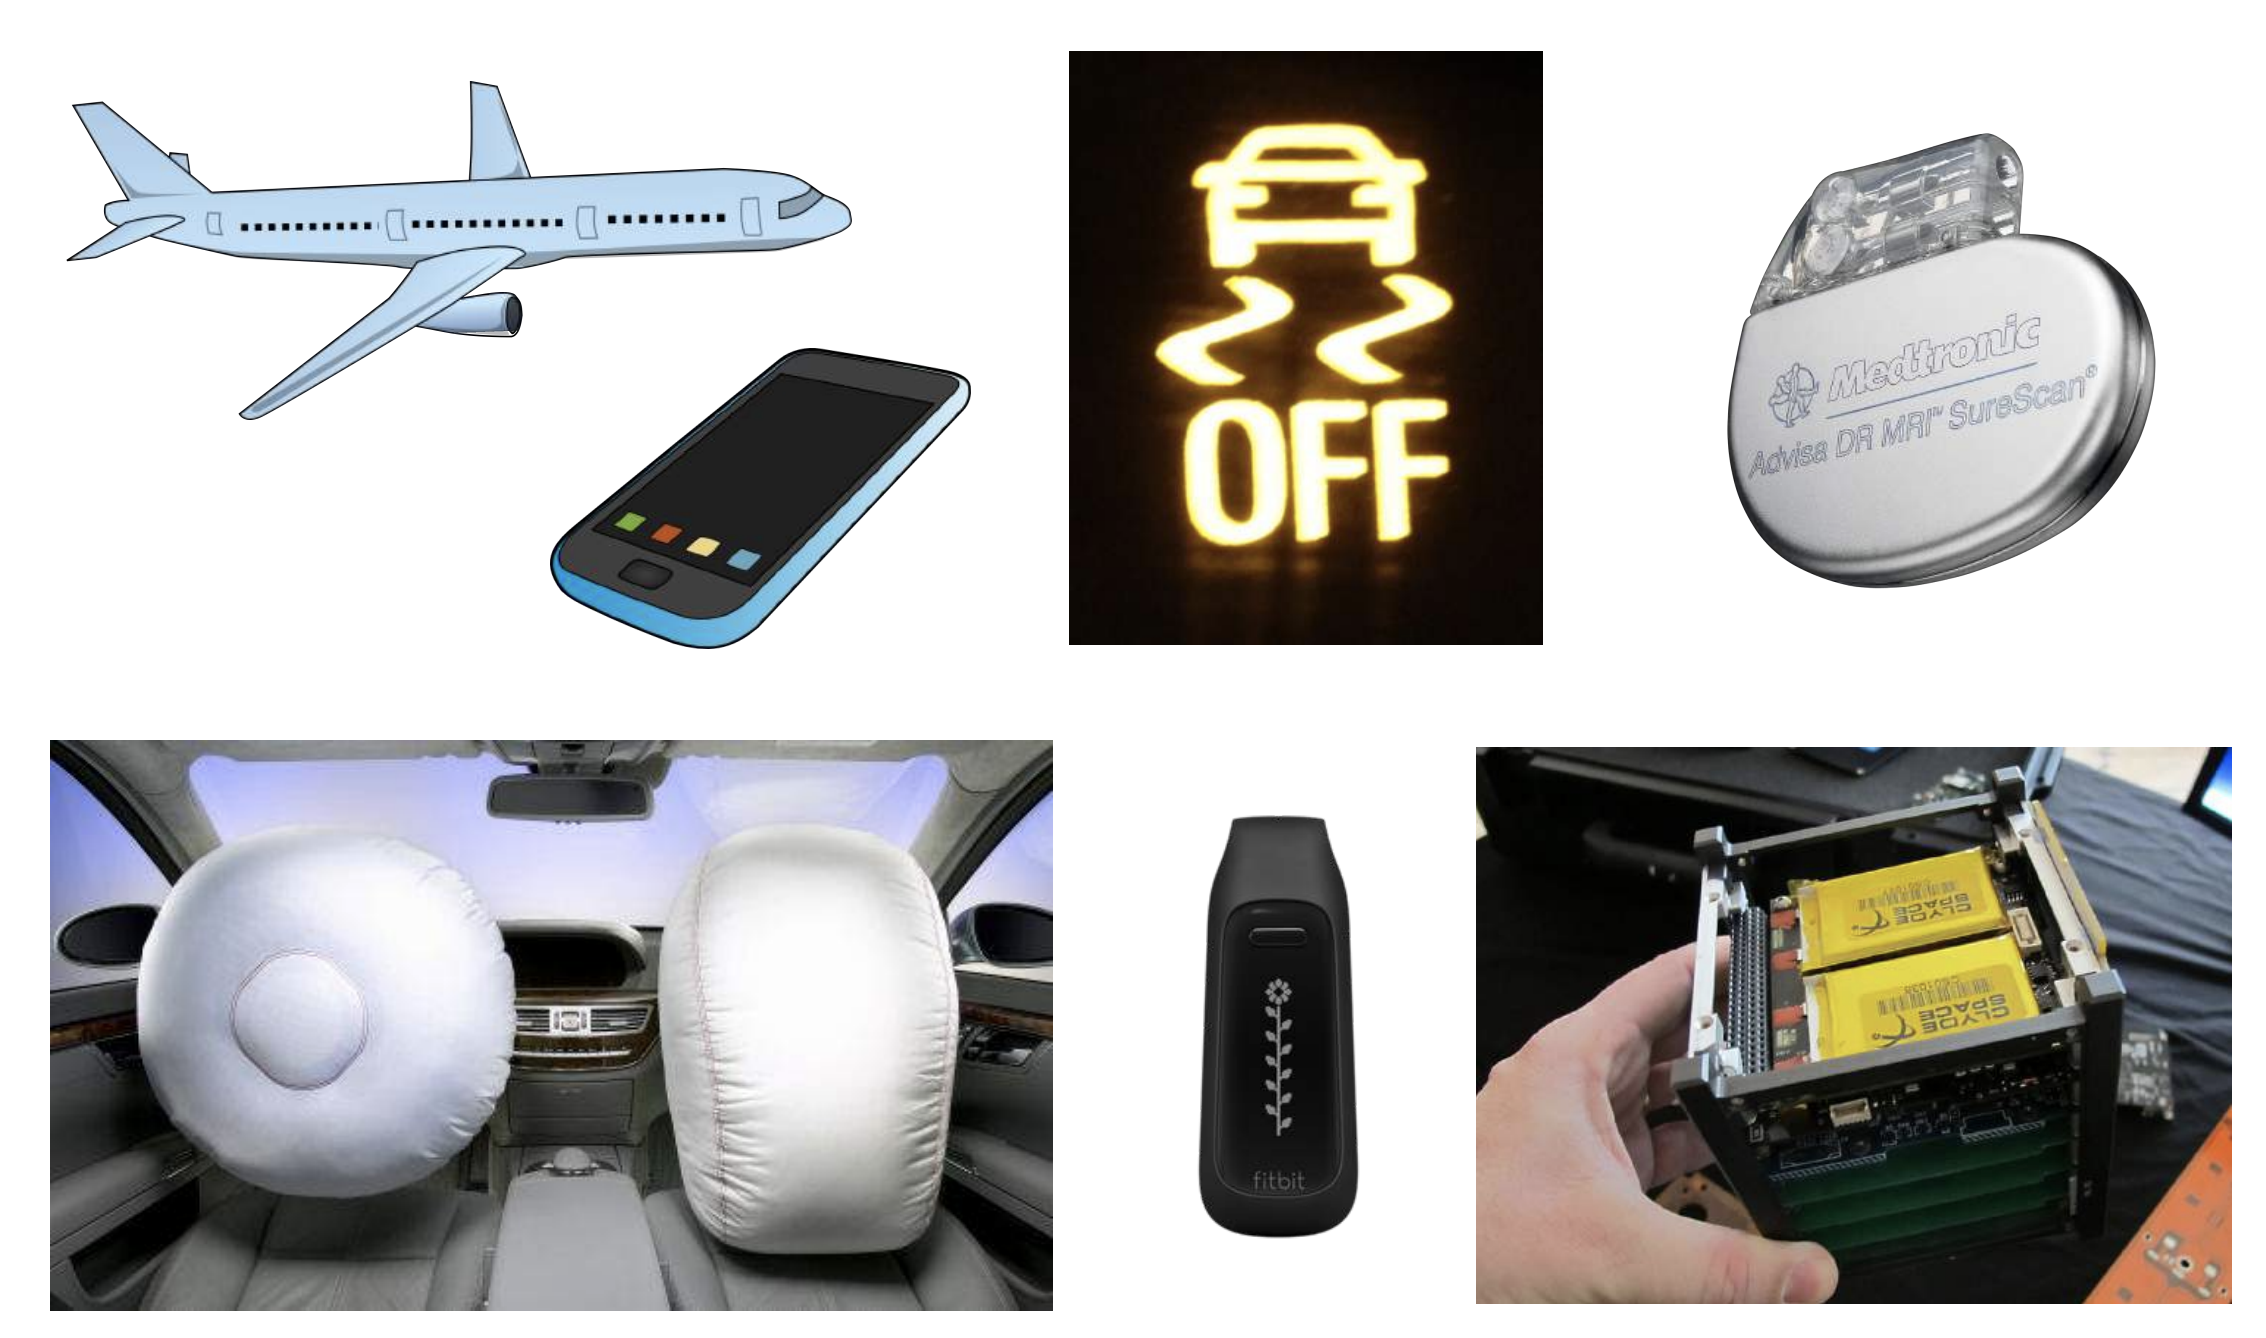 OFF
Medtronic
Advisa DR MRI™ SureScan®
fitbit
CLYDE
SPACE
CLYDE
SPACE